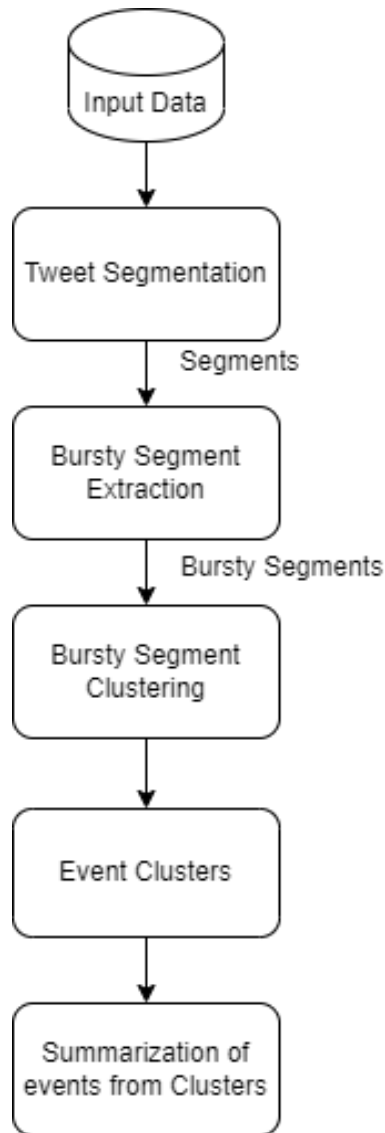 Input Data
Tweet Segmentation
Segments
Bursty Segment
Extraction
Bursty Segments
Bursty Segment
Clustering
Event Clusters
Summarization of
events from Clusters